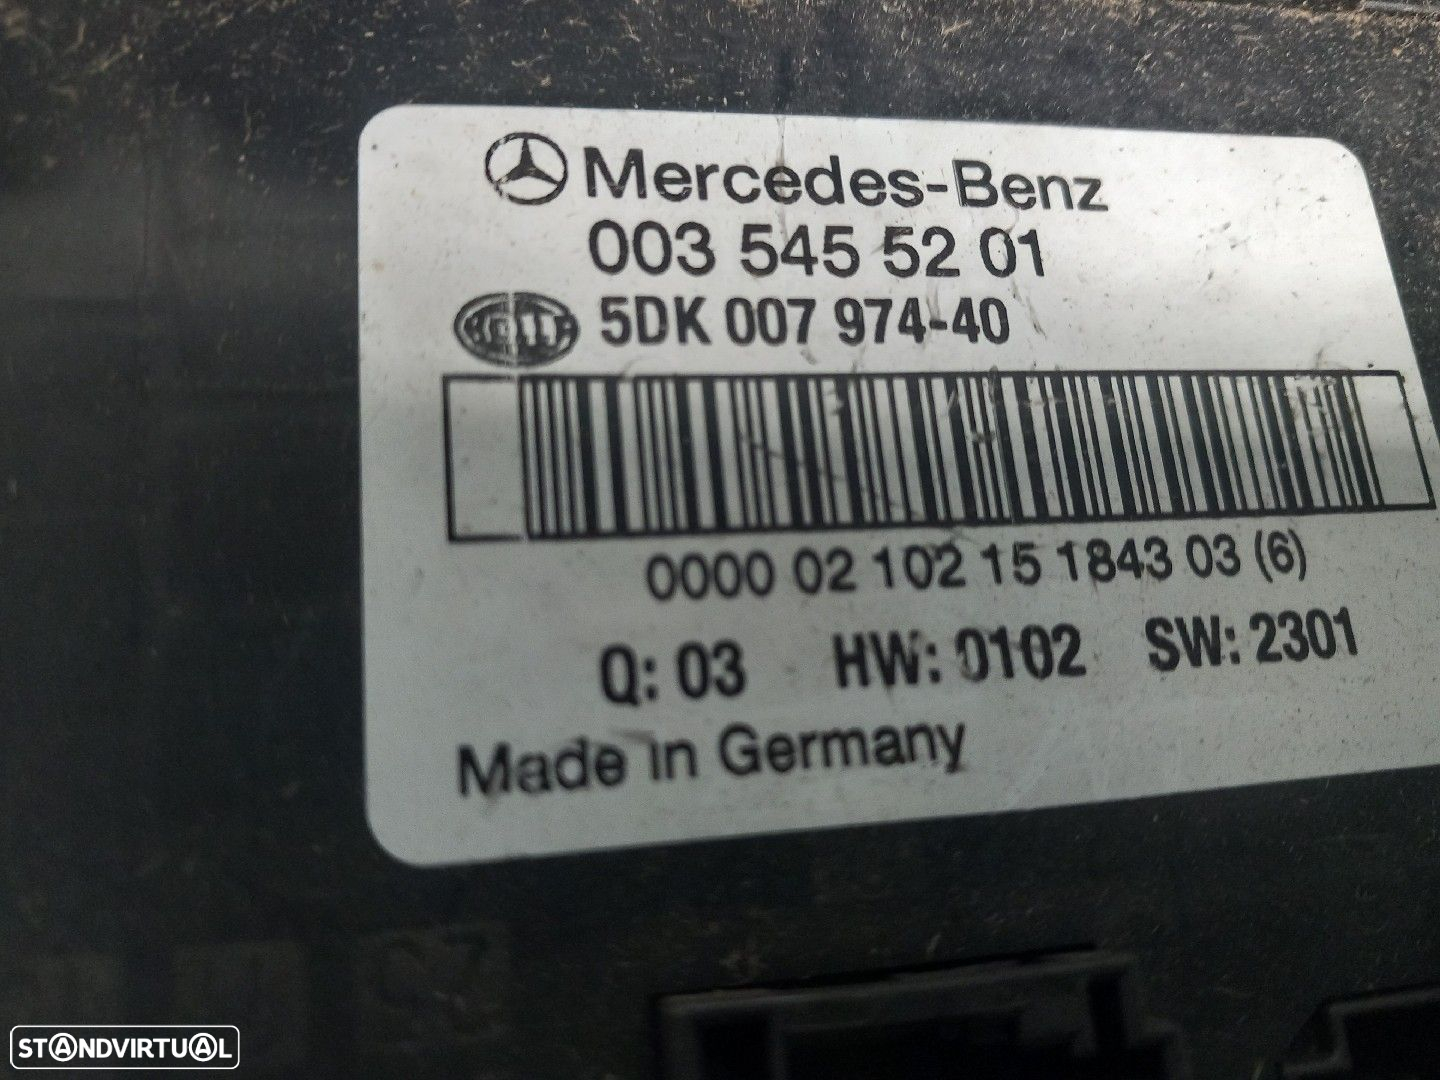 Mercedes-Benz
003 545 52 01
HELLA 5DK 007 974-40
0000 02 102 15 1843 03 (6)
Q: 03 HW: 0102 SW: 2301
Made in Germany
STANDVIRTUAL